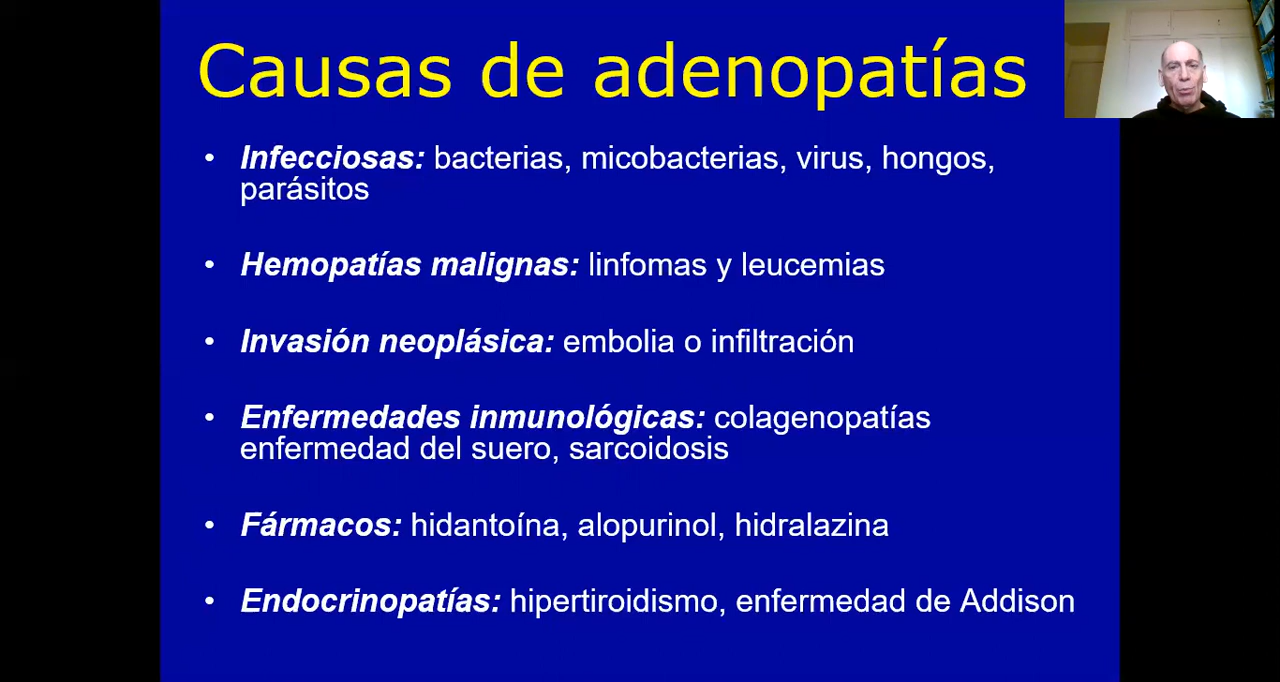 Causas de adenopatías
• Infecciosas: bacterias, micobacterias, virus, hongos,
parásitos
• Hemopatías malignas: linfomas y leucemias
• Invasión neoplásica: embolia o infiltración
• Enfermedades inmunológicas: colagenopatías
enfermedad del suero, sarcoidosis
• Fármacos: hidantoína, alopurinol, hidralazina
• Endocrinopatías: hipertiroidismo, enfermedad de Addison